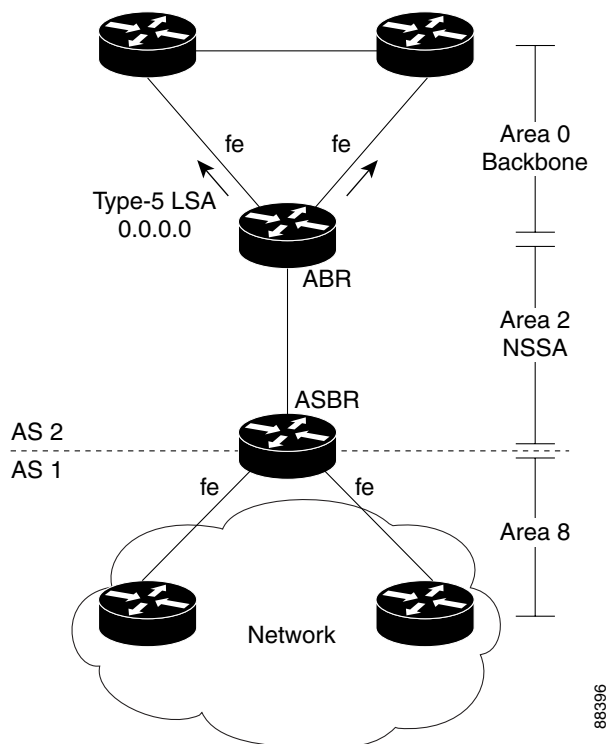 fe
fe
Area 0
Backbone
Type-5 LSA
0.0.0.0
ABR
Area 2
NSSA
ASBR
AS 2
AS 1
fe
fe
Area 8
Network
88396